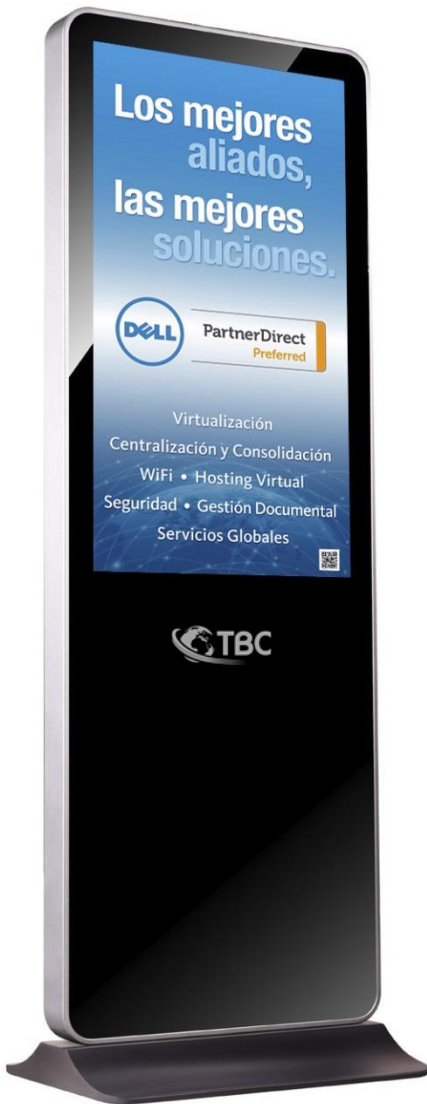 Los mejores
aliados,
las mejores
soluciones.
DELL
PartnerDirect
Preferred
Virtualización
Centralización y Consolidación
WiFi • Hosting Virtual
Seguridad • Gestión Documental
Servicios Globales
TBC